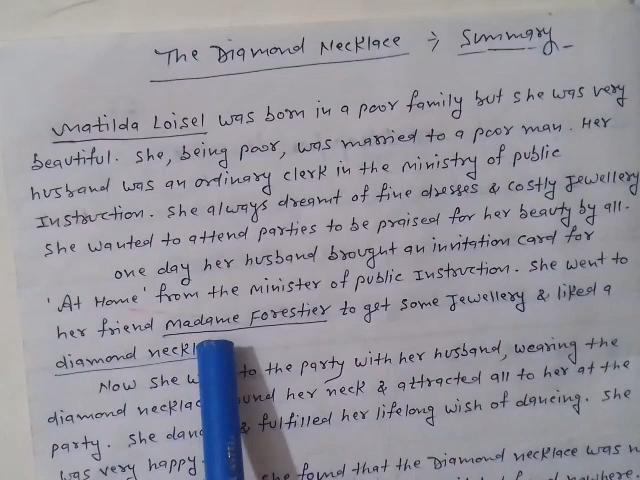 The Diamond Necklace ⇒ Summary
Matilda Loisel was born in a poor family but she was very
beautiful. She, being poor, was married to a poor man. Her
husband was an ordinary clerk in the ministry of public
Instruction. She always dreamt of fine dresses & costly Jewellery
She wanted to attend parties to be praised for her beauty by all.
one day her husband brought an invitation card for
'At Home' from the minister of public Instruction. She went to
her friend Madame Forestier to get some Jewellery & liked a
diamond neckl
Now she w to the party with her husband, wearing the
diamond necklac ound her neck & attracted all to her at the
party. She danc & fulfilled her lifelong wish of dancing. She
was very happy.
she found that the Diamond necklace was n
nowhere.